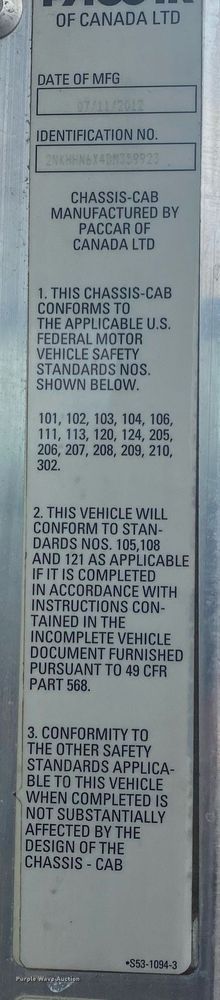 OF CANADA LTD
DATE OF MFG
07/11/2012
IDENTIFICATION NO.
2NKHHN6X4DM359923
CHASSIS-CAB
MANUFACTURED BY
PACCAR OF
CANADA LTD
1. THIS CHASSIS-CAB
CONFORMS TO
THE APPLICABLE U.S.
FEDERAL MOTOR
VEHICLE SAFETY
STANDARDS NOS.
SHOWN BELOW.
101, 102, 103, 104, 106,
111, 113, 120, 124, 205,
206, 207, 208, 209, 210,
302.
2. THIS VEHICLE WILL
CONFORM TO STAN-
DARDS NOS. 105,108
AND 121 AS APPLICABLE
IF IT IS COMPLETED
IN ACCORDANCE WITH
INSTRUCTIONS CON-
TAINED IN THE
INCOMPLETE VEHICLE
DOCUMENT FURNISHED
PURSUANT TO 49 CFR
PART 568.
3. CONFORMITY TO
THE OTHER SAFETY
STANDARDS APPLICA-
BLE TO THIS VEHICLE
WHEN COMPLETED IS
NOT SUBSTANTIALLY
AFFECTED BY THE
DESIGN OF THE
CHASSIS - CAB
•S53-1094-3
Purple Wave Auction